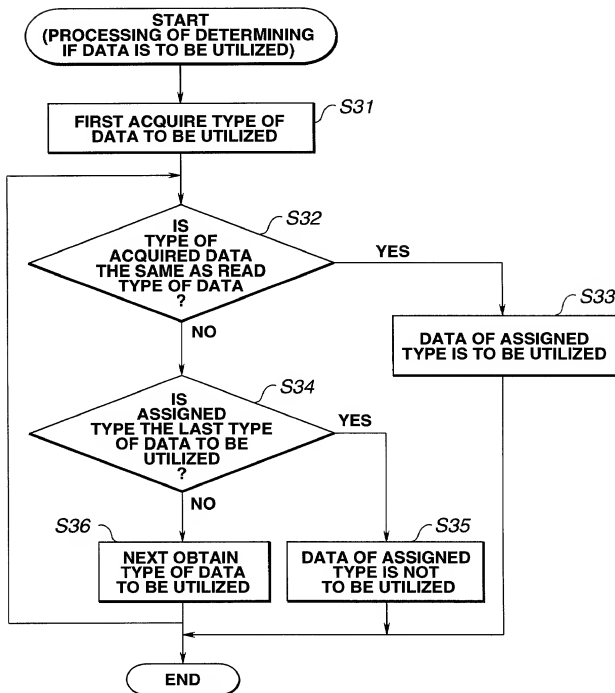 START
(PROCESSING OF DETERMINING
IF DATA IS TO BE UTILIZED)
S31
FIRST ACQUIRE TYPE OF
DATA TO BE UTILIZED
S32
IS
TYPE OF
ACQUIRED DATA
THE SAME AS READ
TYPE OF DATA
?
YES
NO
S33
DATA OF ASSIGNED
TYPE IS TO BE UTILIZED
S34
IS
ASSIGNED
TYPE THE LAST TYPE
OF DATA TO BE
UTILIZED
?
YES
NO
S36
NEXT OBTAIN
TYPE OF DATA
TO BE UTILIZED
S35
DATA OF ASSIGNED
TYPE IS NOT
TO BE UTILIZED
END